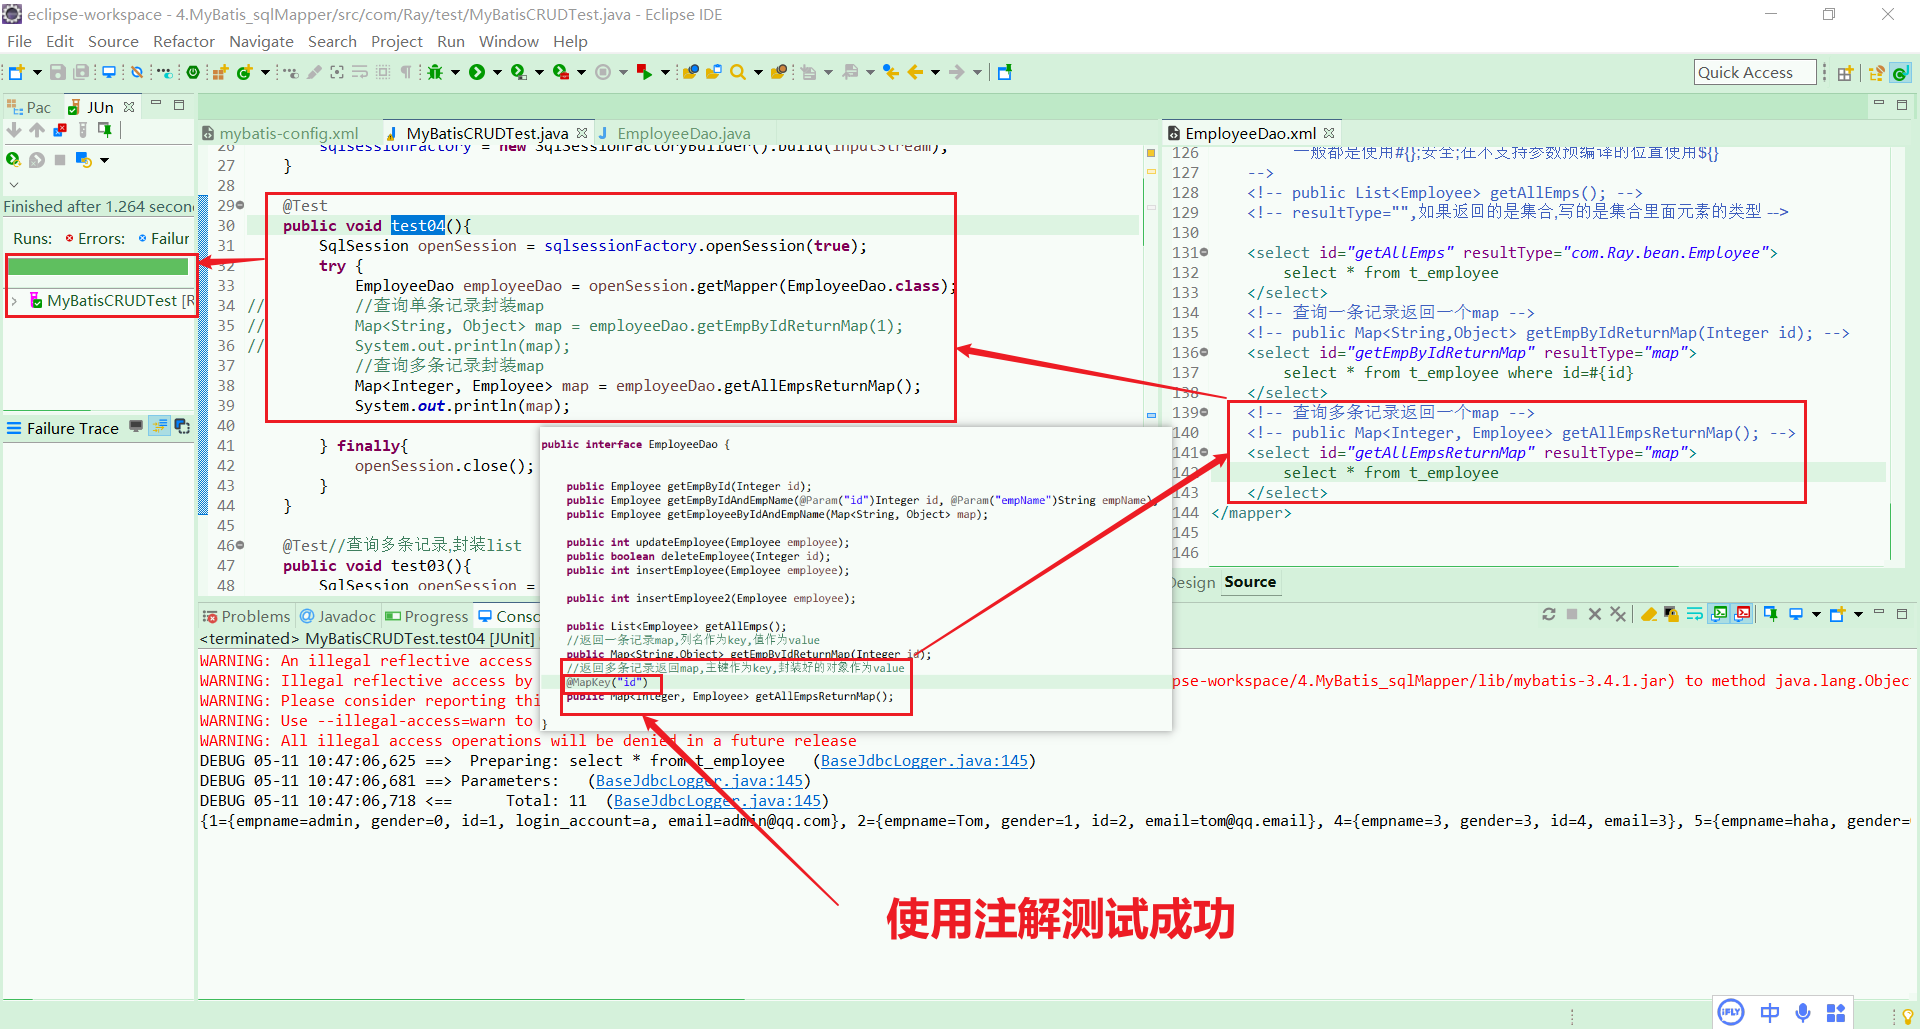 eclipse-workspace - 4.MyBatis_sqlMapper/src/com/Ray/test/MyBatisCRUDTest.java - Eclipse IDE
File Edit Source Refactor Navigate Search Project Run Window Help
Quick Access
Pac JUn
Finished after 1.264 secon
Runs: Errors: Failur
MyBatisCRUDTest [R
Failure Trace
mybatis-config.xml MyBatisCRUDTest.java EmployeeDao.java
26 sqlsessionFactory = new SqlSessionFactoryBuilder().build(inputStream);
27 }
28
29 @Test
30 public void test04(){
31 SqlSession openSession = sqlsessionFactory.openSession(true);
32 try {
33 EmployeeDao employeeDao = openSession.getMapper(EmployeeDao.class);
34 // //查询单条记录封装map
35 // Map<String, Object> map = employeeDao.getEmpByIdReturnMap(1);
36 // System.out.println(map);
37 //查询多条记录封装map
38 Map<Integer, Employee> map = employeeDao.getAllEmpsReturnMap();
39 System.out.println(map);
40
41 } finally{
42 openSession.close();
43 }
44 }
45
46 @Test//查询多条记录,封装list
47 public void test03(){
48 SqlSession openSession =
public interface EmployeeDao {
public Employee getEmpById(Integer id);
public Employee getEmpByIdAndEmpName(@Param("id")Integer id, @Param("empName")String empName);
public Employee getEmployeeByIdAndEmpName(Map<String, Object> map);
public int updateEmployee(Employee employee);
public boolean deleteEmployee(Integer id);
public int insertEmployee(Employee employee);
public int insertEmployee2(Employee employee);
public List<Employee> getAllEmps();
//返回一条记录map,列名作为key,值作为value
public Map<String,Object> getEmpByIdReturnMap(Integer id);
//返回多条记录返回map,主键作为key,封装好的对象作为value
@MapKey("id")
public Map<Integer, Employee> getAllEmpsReturnMap();
}
EmployeeDao.xml
126 一般都是使用#{};安全;在不支持参数预编译的位置使用${}
127 -->
128 <!-- public List<Employee> getAllEmps(); -->
129 <!-- resultType="",如果返回的是集合,写的是集合里面元素的类型 -->
130
131 <select id="getAllEmps" resultType="com.Ray.bean.Employee">
132 select * from t_employee
133 </select>
134 <!-- 查询一条记录返回一个map -->
135 <!-- public Map<String,Object> getEmpByIdReturnMap(Integer id); -->
136 <select id="getEmpByIdReturnMap" resultType="map">
137 select * from t_employee where id=#{id}
138 </select>
139 <!-- 查询多条记录返回一个map -->
140 <!-- public Map<Integer, Employee> getAllEmpsReturnMap(); -->
141 <select id="getAllEmpsReturnMap" resultType="map">
142 select * from t_employee
143 </select>
144 </mapper>
145
146
Design Source
Problems Javadoc Progress Conso
<terminated> MyBatisCRUDTest.test04 [JUnit]
WARNING: An illegal reflective access
WARNING: Illegal reflective access by pse-workspace/4.MyBatis_sqlMapper/lib/mybatis-3.4.1.jar) to method java.lang.Objec
WARNING: Please consider reporting thi
WARNING: Use --illegal-access=warn to
WARNING: All illegal access operations will be denied in a future release
DEBUG 05-11 10:47:06,625 ==>  Preparing: select * from t_employee   (BaseJdbcLogger.java:145)
DEBUG 05-11 10:47:06,681 ==> Parameters:   (BaseJdbcLogger.java:145)
DEBUG 05-11 10:47:06,718 <==      Total: 11  (BaseJdbcLogger.java:145)
{1={empname=admin, gender=0, id=1, login_account=a, email=admin@qq.com}, 2={empname=Tom, gender=1, id=2, email=tom@qq.email}, 4={empname=3, gender=3, id=4, email=3}, 5={empname=haha, gender=
使用注解测试成功
iFLY 中